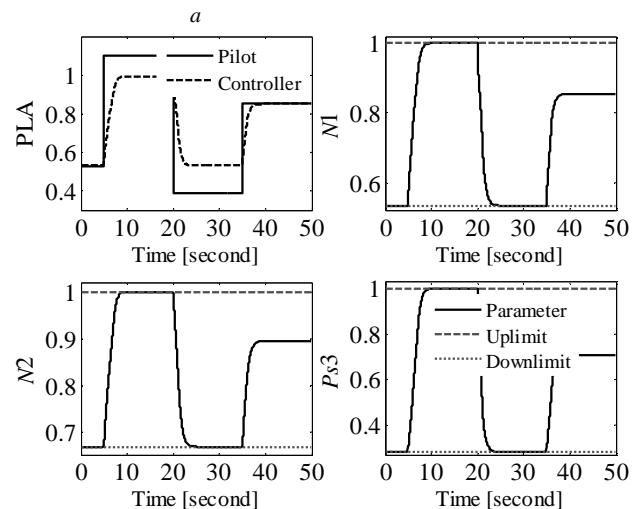 a
PLA
1
0.8
0.6
0.4
Pilot
Controller
0 10 20 30 40 50
Time [second]
N1
1
0.8
0.6
0 10 20 30 40 50
Time [second]
N2
1
0.9
0.8
0.7
0 10 20 30 40 50
Time [second]
Ps3
1
0.8
0.6
0.4
Parameter
Uplimit
Downlimit
0 10 20 30 40 50
Time [second]